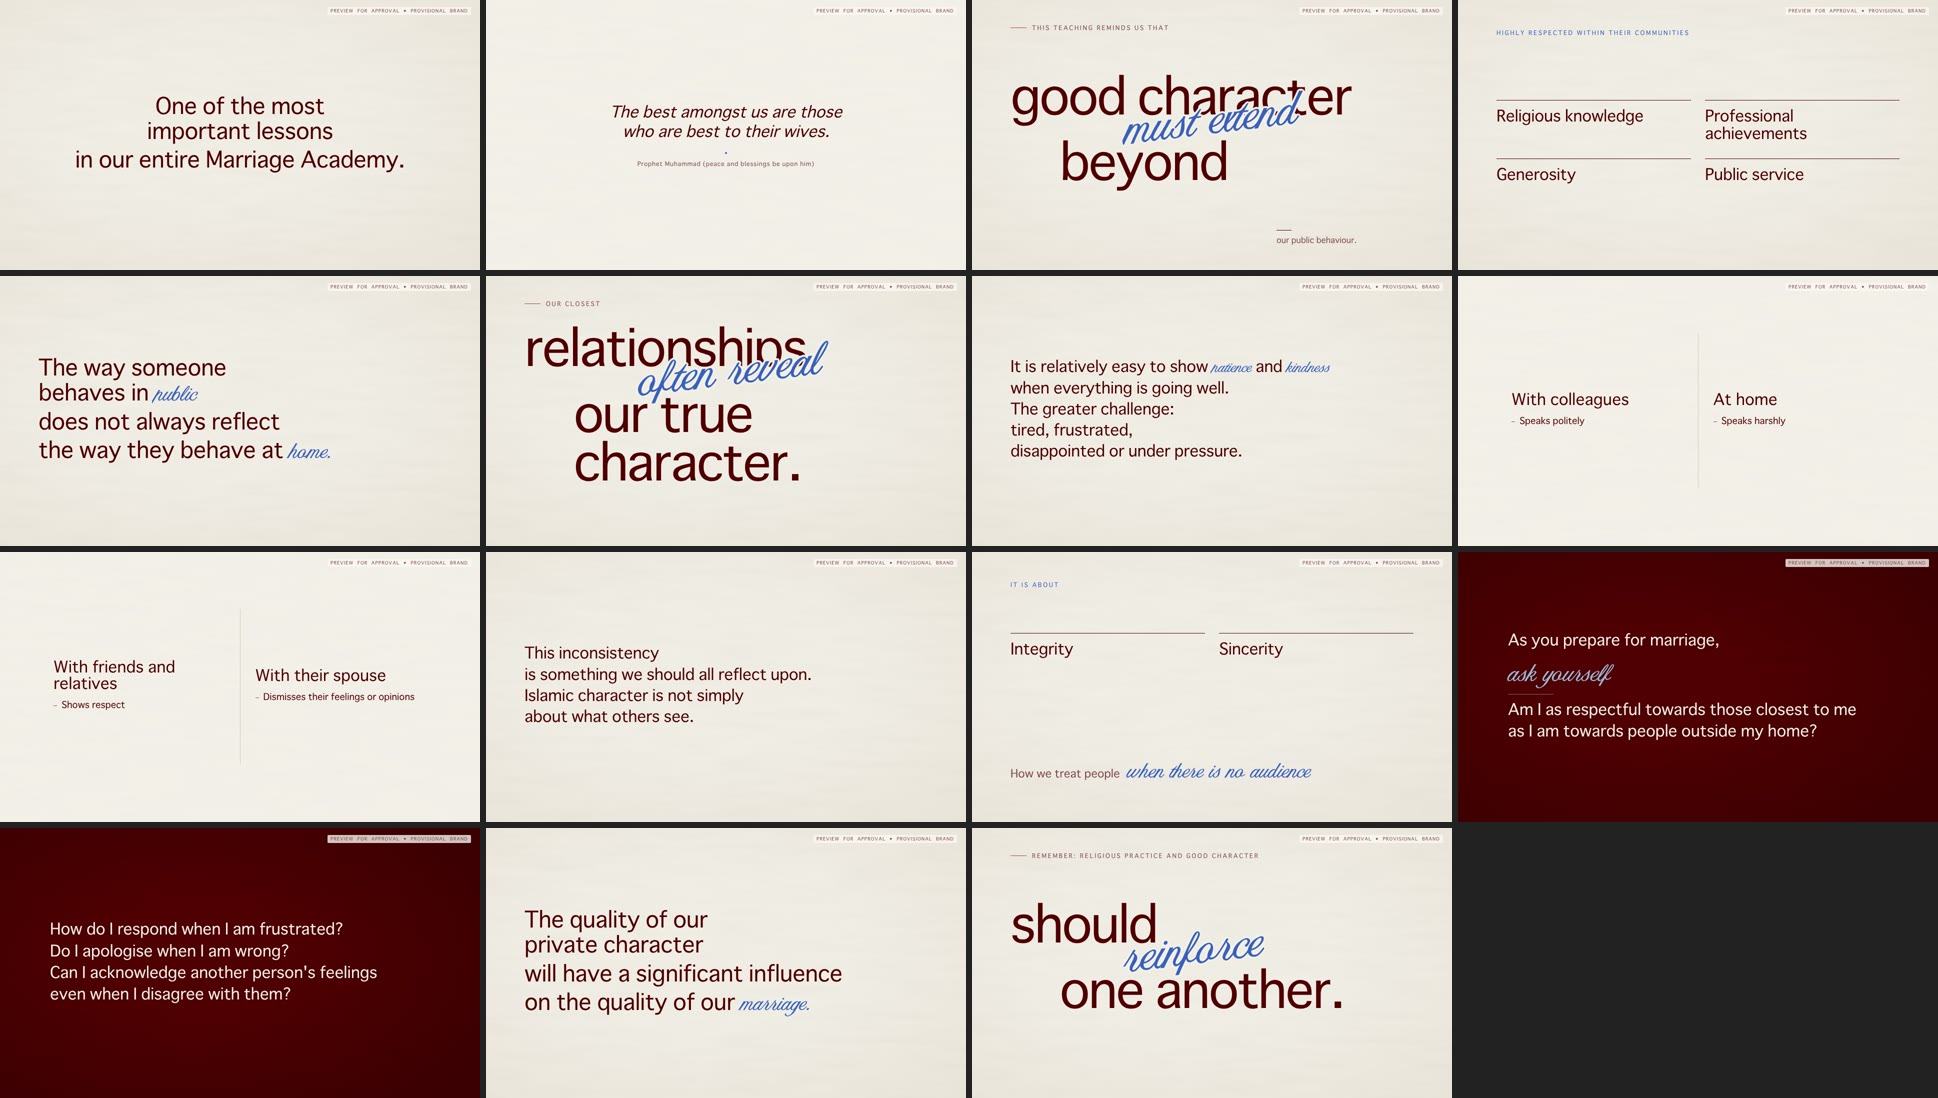 PREVIEW FOR APPROVAL • PROVISIONAL BRAND
One of the most
important lessons
in our entire Marriage Academy.
PREVIEW FOR APPROVAL • PROVISIONAL BRAND
The best amongst us are those
who are best to their wives.
Prophet Muhammad (peace and blessings be upon him)
PREVIEW FOR APPROVAL • PROVISIONAL BRAND
THIS TEACHING REMINDS US THAT
good character
must extend
beyond
our public behaviour.
PREVIEW FOR APPROVAL • PROVISIONAL BRAND
HIGHLY RESPECTED WITHIN THEIR COMMUNITIES
Religious knowledge
Professional
achievements
Generosity
Public service
PREVIEW FOR APPROVAL • PROVISIONAL BRAND
The way someone
behaves in public
does not always reflect
the way they behave at home.
PREVIEW FOR APPROVAL • PROVISIONAL BRAND
OUR CLOSEST
relationships
often reveal
our true
character.
PREVIEW FOR APPROVAL • PROVISIONAL BRAND
It is relatively easy to show patience and kindness
when everything is going well.
The greater challenge:
tired, frustrated,
disappointed or under pressure.
PREVIEW FOR APPROVAL • PROVISIONAL BRAND
With colleagues
– Speaks politely
At home
– Speaks harshly
PREVIEW FOR APPROVAL • PROVISIONAL BRAND
With friends and
relatives
– Shows respect
With their spouse
– Dismisses their feelings or opinions
PREVIEW FOR APPROVAL • PROVISIONAL BRAND
This inconsistency
is something we should all reflect upon.
Islamic character is not simply
about what others see.
PREVIEW FOR APPROVAL • PROVISIONAL BRAND
IT IS ABOUT
Integrity
Sincerity
How we treat people when there is no audience
PREVIEW FOR APPROVAL • PROVISIONAL BRAND
As you prepare for marriage,
ask yourself
Am I as respectful towards those closest to me
as I am towards people outside my home?
PREVIEW FOR APPROVAL • PROVISIONAL BRAND
How do I respond when I am frustrated?
Do I apologise when I am wrong?
Can I acknowledge another person's feelings
even when I disagree with them?
PREVIEW FOR APPROVAL • PROVISIONAL BRAND
The quality of our
private character
will have a significant influence
on the quality of our marriage.
PREVIEW FOR APPROVAL • PROVISIONAL BRAND
REMEMBER: RELIGIOUS PRACTICE AND GOOD CHARACTER
should
reinforce
one another.